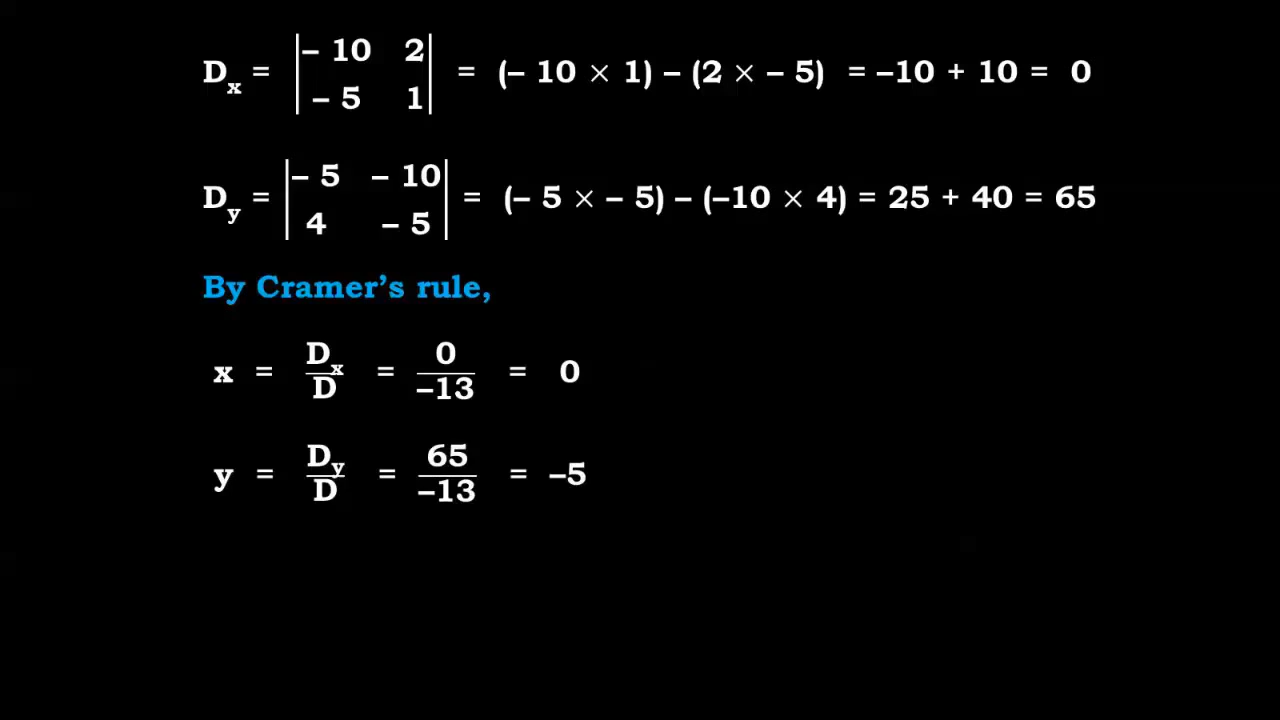 Dx = |– 10 2| = (– 10 × 1) – (2 × – 5) = –10 + 10 = 0
|– 5 1|
Dy = |– 5 – 10| = (– 5 × – 5) – (–10 × 4) = 25 + 40 = 65
|4 – 5|
By Cramer’s rule,
x = Dx/D = 0/–13 = 0
y = Dy/D = 65/–13 = –5